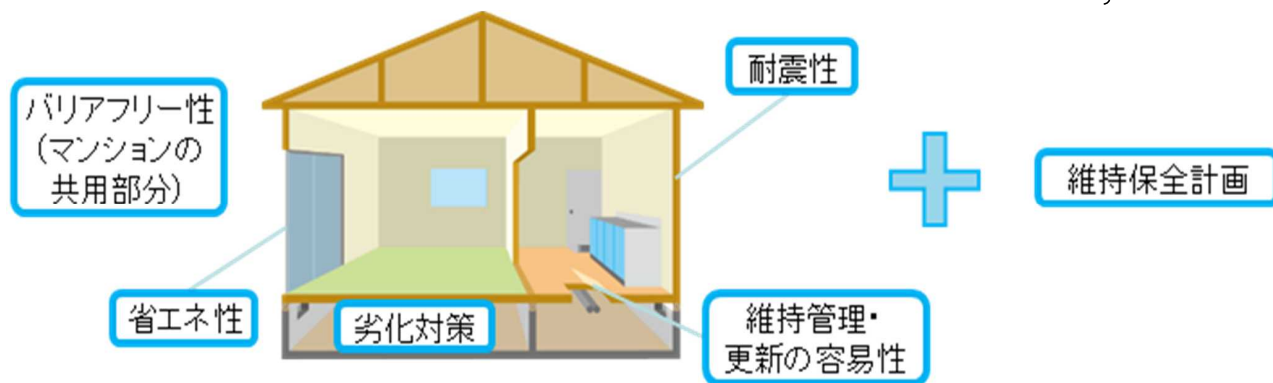 バリアフリー性
（マンションの
共用部分）
耐震性
維持保全計画
省エネ性
劣化対策
維持管理・
更新の容易性